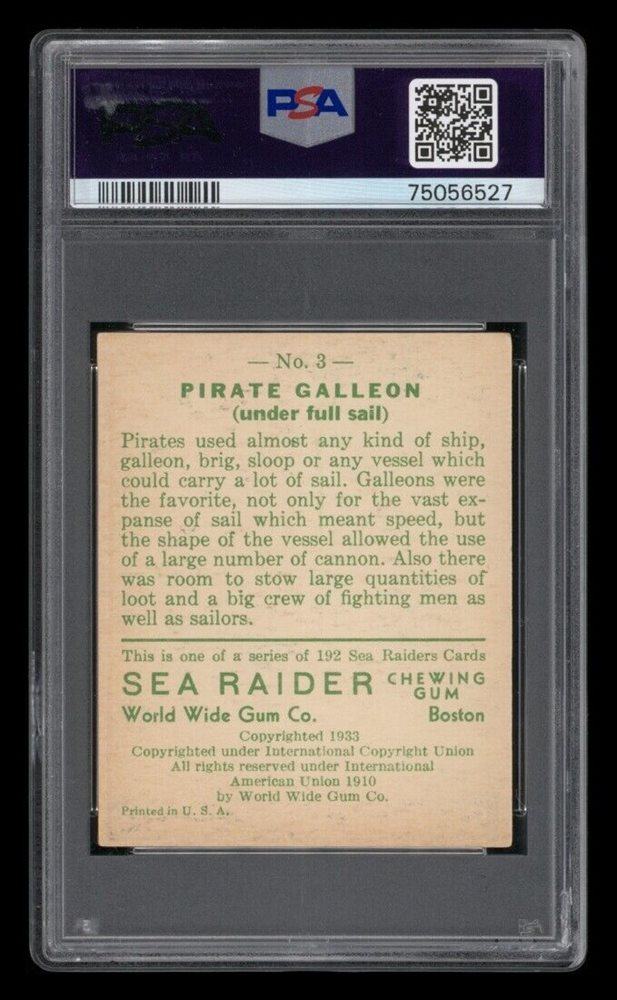 PSA
75056527
— No. 3 —
PIRATE GALLEON
(under full sail)
Pirates used almost any kind of ship,
galleon, brig, sloop or any vessel which
could carry a lot of sail. Galleons were
the favorite, not only for the vast ex-
panse of sail which meant speed, but
the shape of the vessel allowed the use
of a large number of cannon. Also there
was room to stow large quantities of
loot and a big crew of fighting men as
well as sailors.
This is one of a series of 192 Sea Raiders Cards
SEA RAIDER CHEWING GUM
World Wide Gum Co. Boston
Copyrighted 1933
Copyrighted under International Copyright Union
All rights reserved under International
American Union 1910
by World Wide Gum Co.
Printed in U. S. A.